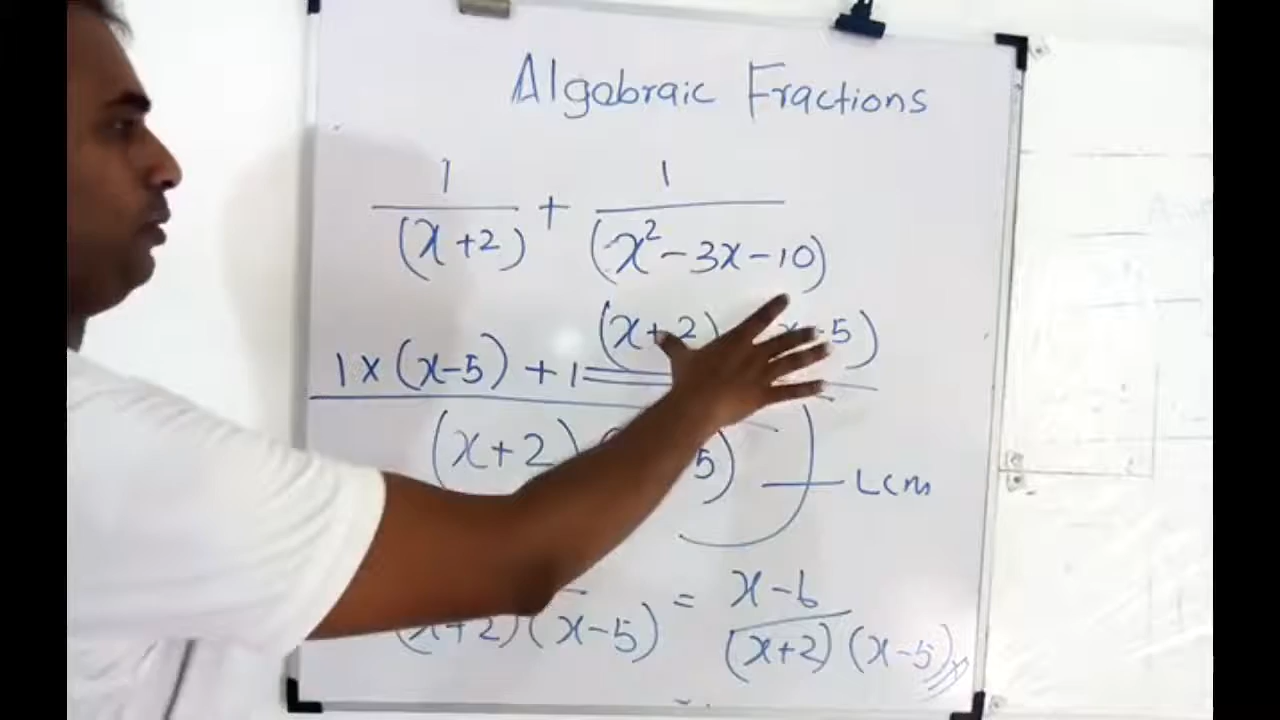 Algebraic Fractions
1/(x+2) + 1/(x²-3x-10)
(x+2) x-5)
1×(x-5)+1
(x+2) 5)
Lcm
(x+2)(x-5) = x-6/(x+2)(x-5)